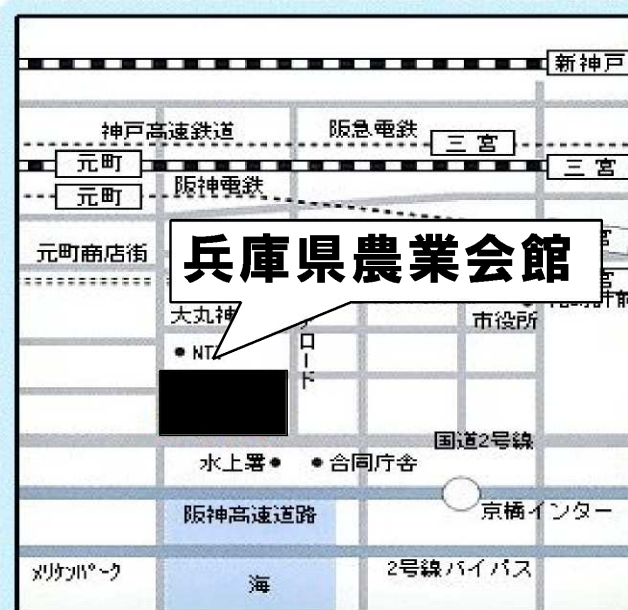 新神戸
神戸高速鉄道
阪急電鉄
三宮
元町
三宮
元町
阪神電鉄
元町商店街
兵庫県農業会館
宮
宮
大丸神
市役所
前
NT
ロード
国道2号線
水上署
合同庁舎
阪神高速道路
京橋インター
メリケンパーク
海
2号線バイパス